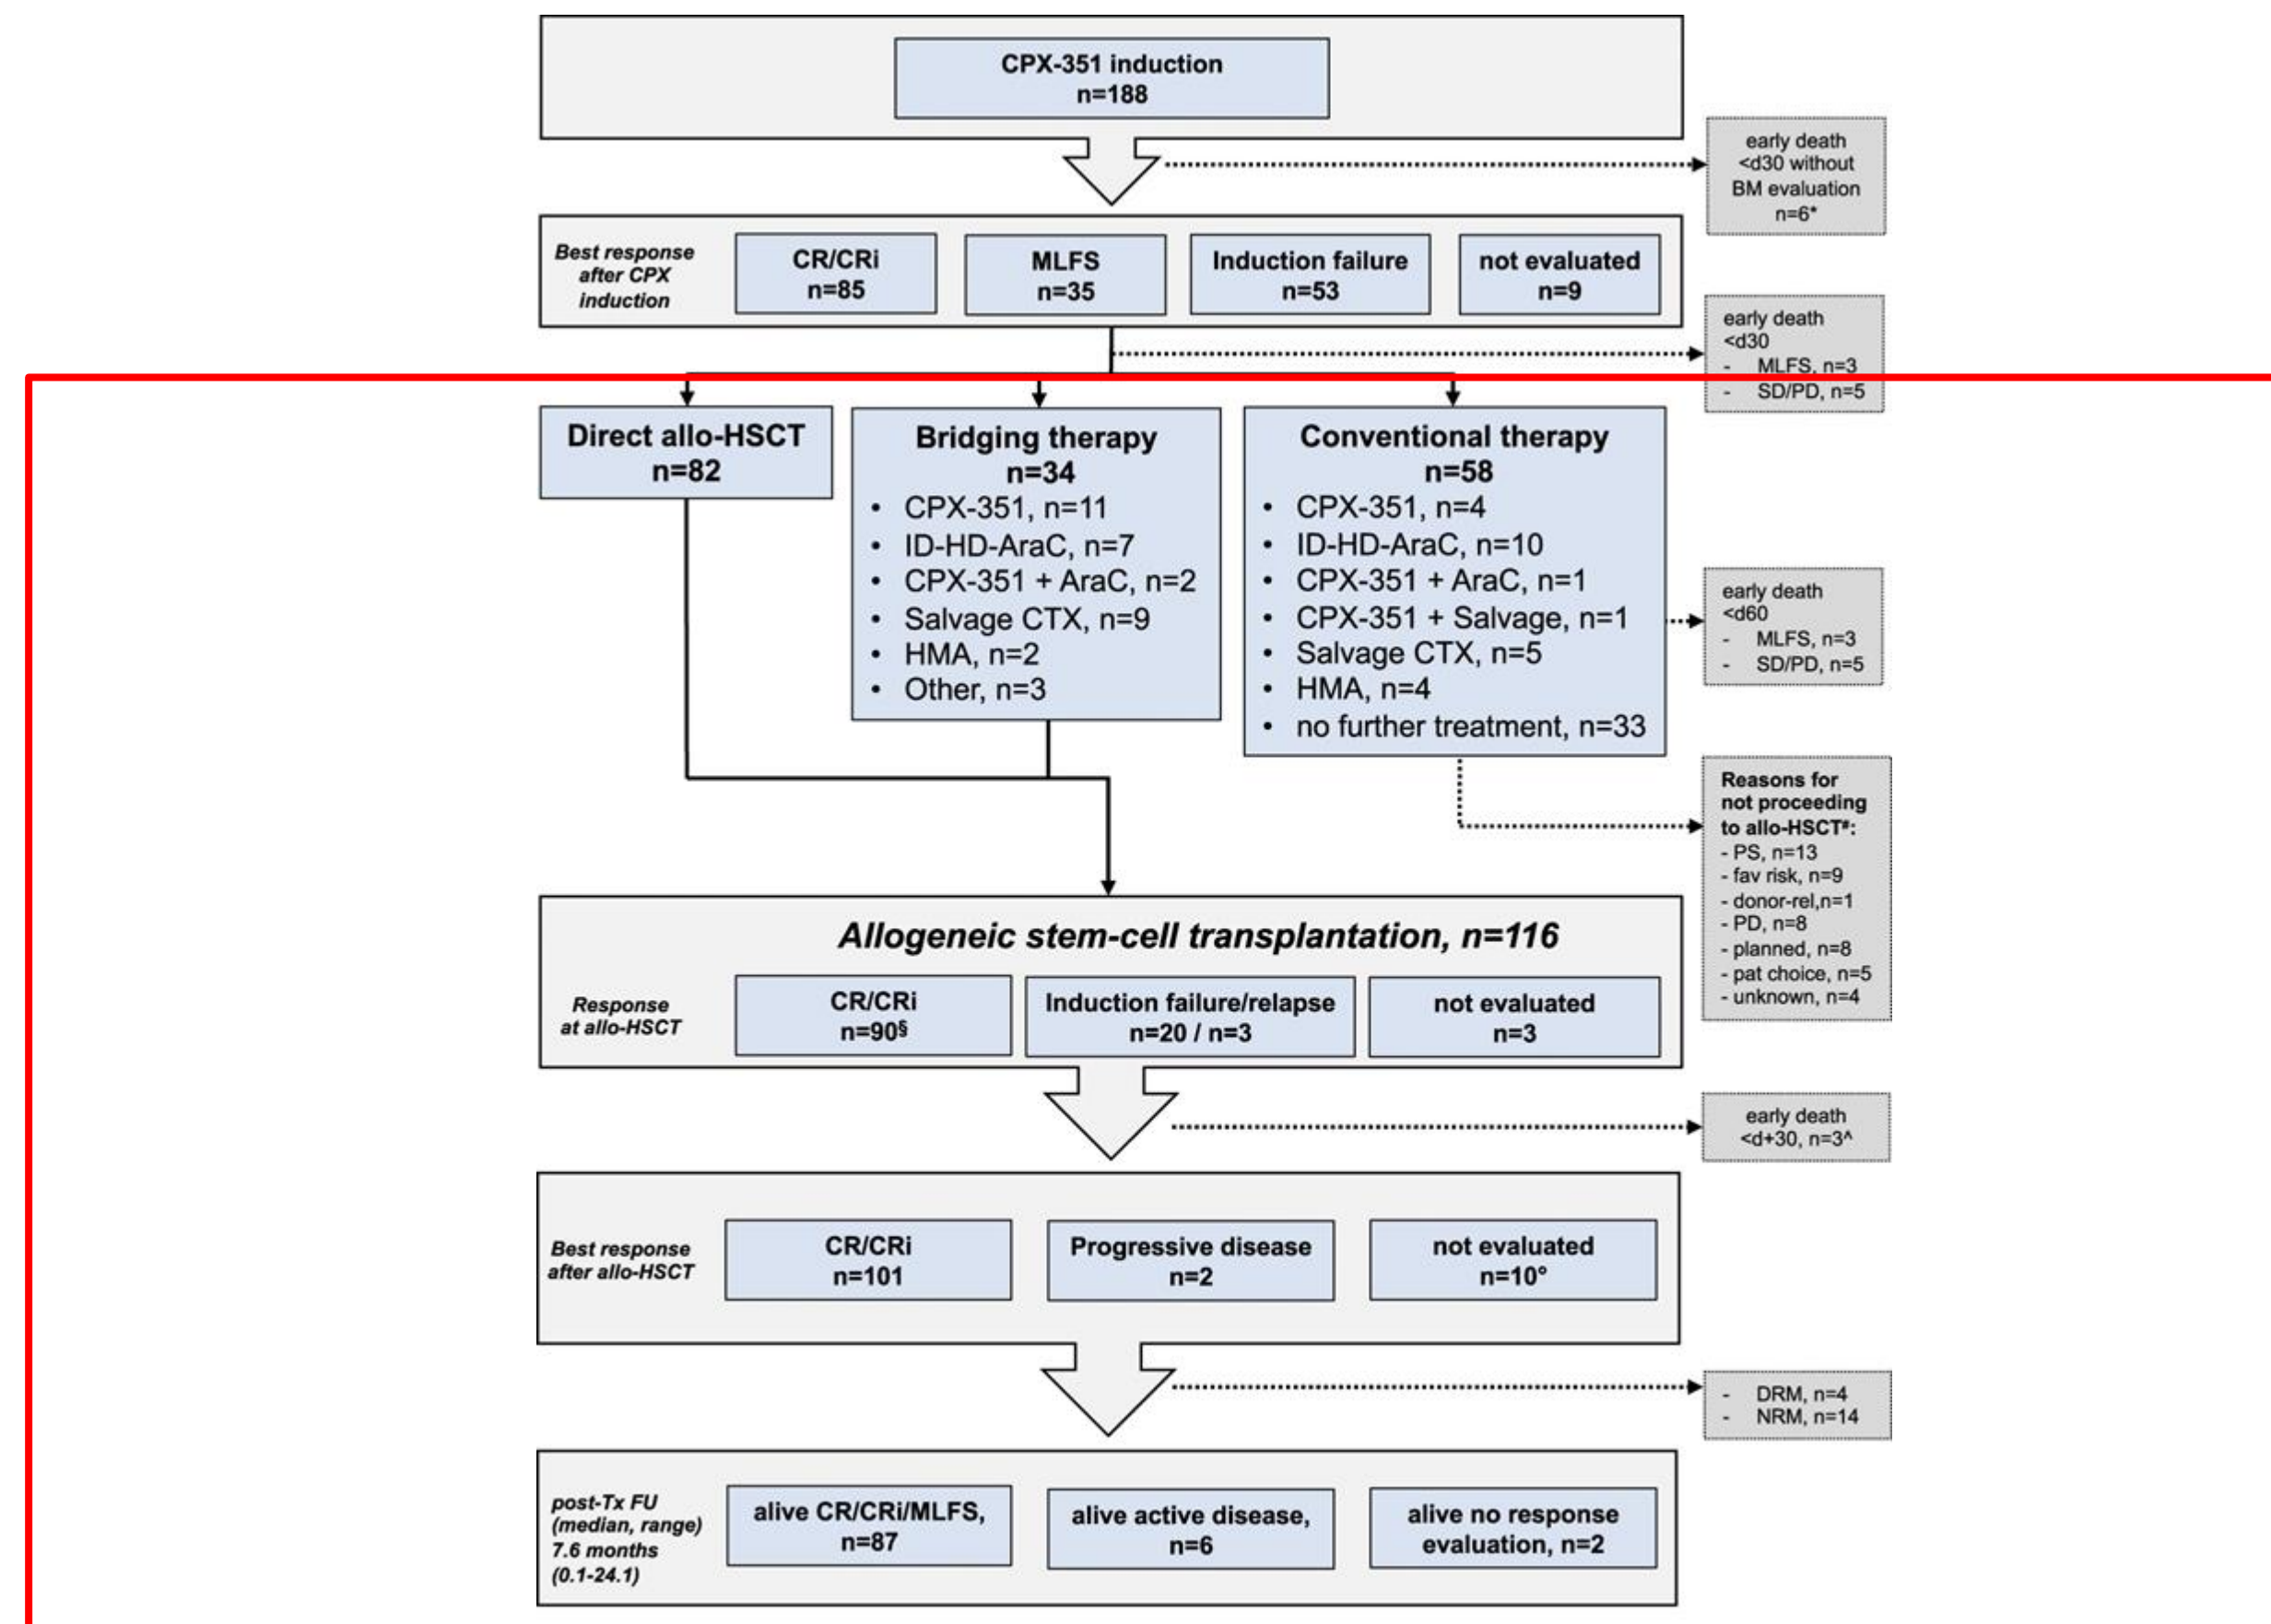 CPX-351 induction
n=188
early death
<d30 without
BM evaluation
n=6*
Best response
after CPX
induction
CR/CRi
n=85
MLFS
n=35
Induction failure
n=53
not evaluated
n=9
early death
<d30
- MLFS, n=3
- SD/PD, n=5
Direct allo-HSCT
n=82
Bridging therapy
n=34
• CPX-351, n=11
• ID-HD-AraC, n=7
• CPX-351 + AraC, n=2
• Salvage CTX, n=9
• HMA, n=2
• Other, n=3
Conventional therapy
n=58
• CPX-351, n=4
• ID-HD-AraC, n=10
• CPX-351 + AraC, n=1
• CPX-351 + Salvage, n=1
• Salvage CTX, n=5
• HMA, n=4
• no further treatment, n=33
early death
<d60
- MLFS, n=3
- SD/PD, n=5
Reasons for
not proceeding
to allo-HSCT#:
- PS, n=13
- fav risk, n=9
- donor-rel,n=1
- PD, n=8
- planned, n=8
- pat choice, n=5
- unknown, n=4
Allogeneic stem-cell transplantation, n=116
Response
at allo-HSCT
CR/CRi
n=90§
Induction failure/relapse
n=20 / n=3
not evaluated
n=3
early death
<d+30, n=3^
Best response
after allo-HSCT
CR/CRi
n=101
Progressive disease
n=2
not evaluated
n=10°
- DRM, n=4
- NRM, n=14
post-Tx FU
(median, range)
7.6 months
(0.1-24.1)
alive CR/CRi/MLFS,
n=87
alive active disease,
n=6
alive no response
evaluation, n=2